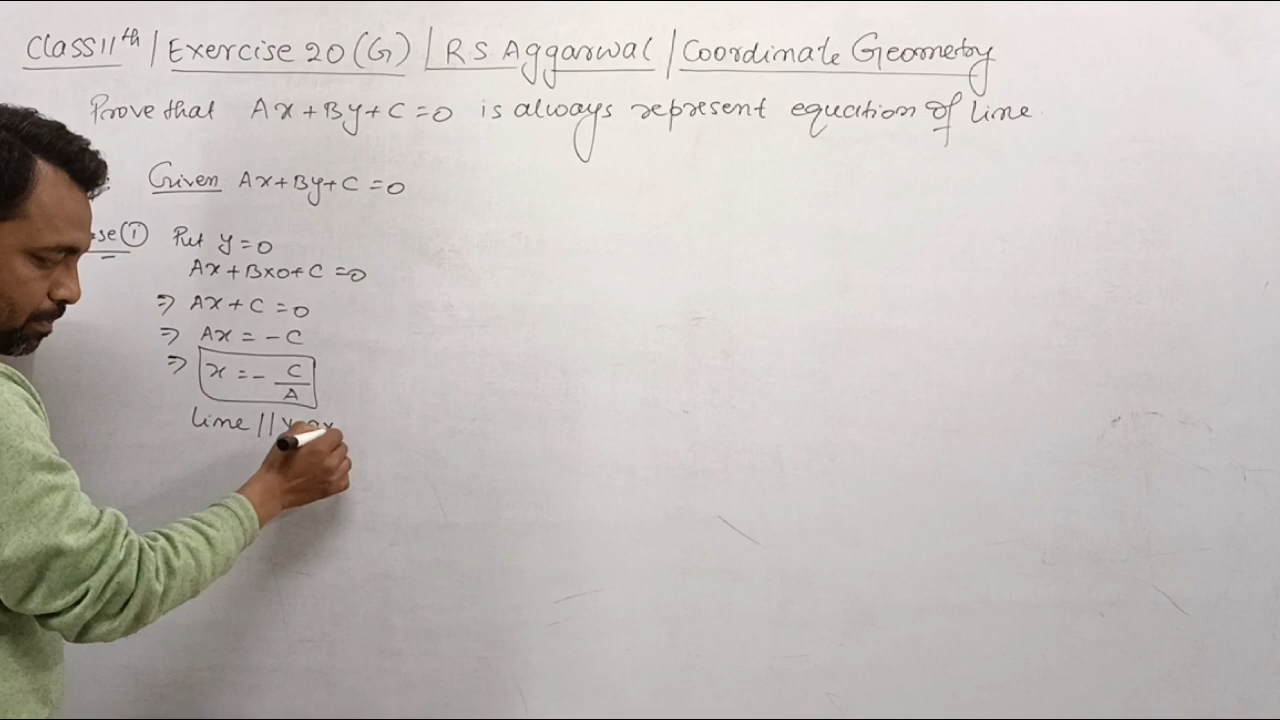 Class 11th | Exercise 20 (G) | R S Aggarwal | Coordinate Geometry
Prove that Ax + By + C = 0 is always represent equation of line
Given Ax + By + C = 0
① Put y = 0
Ax + B×0 + C = 0
⇒ Ax + C = 0
⇒ Ax = - C
⇒ x = - C/A
line ||